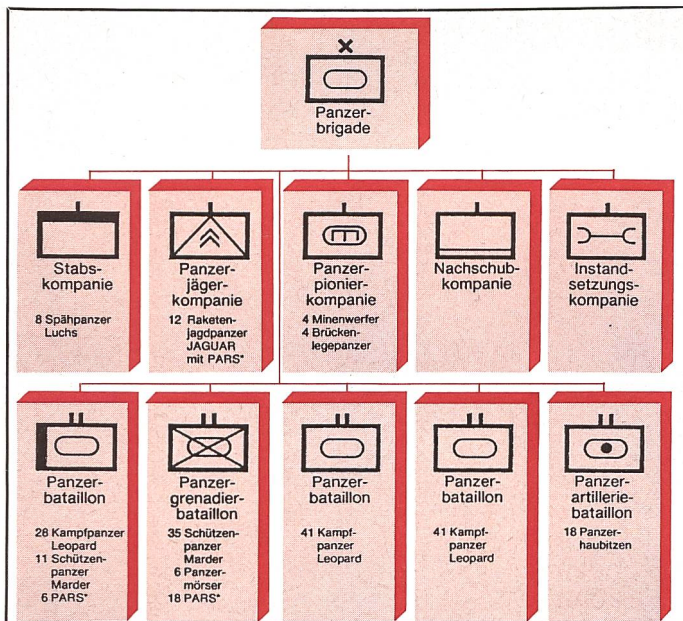 Panzer-
brigade
Stabs-
kompanie
8 Spähpanzer
Luchs
Panzer-
jäger-
kompanie
12 Raketen-
jagdpanzer
JAGUAR
mit PARS*
Panzer-
pionier-
kompanie
4 Minenwerfer
4 Brücken-
legepanzer
Nachschub-
kompanie
Instand-
setzungs-
kompanie
Panzer-
bataillon
28 Kampfpanzer
Leopard
11 Schützen-
panzer
Marder
6 PARS*
Panzer-
grenadier-
bataillon
35 Schützen-
panzer
Marder
6 Panzer-
mörser
18 PARS*
Panzer-
bataillon
41 Kampf-
panzer
Leopard
Panzer-
bataillon
41 Kampf-
panzer
Leopard
Panzer-
artillerie-
bataillon
18 Panzer-
haubitzen